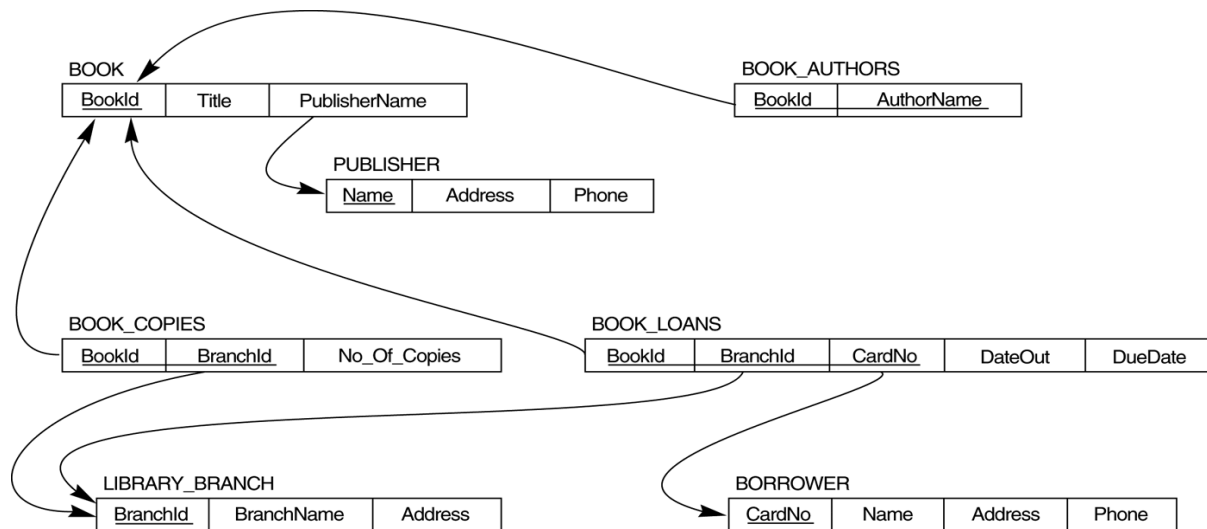 BOOK
BookId Title PublisherName
BOOK_AUTHORS
BookId AuthorName
PUBLISHER
Name Address Phone
BOOK_COPIES
BookId BranchId No_Of_Copies
BOOK_LOANS
BookId BranchId CardNo DateOut DueDate
LIBRARY_BRANCH
BranchId BranchName Address
BORROWER
CardNo Name Address Phone